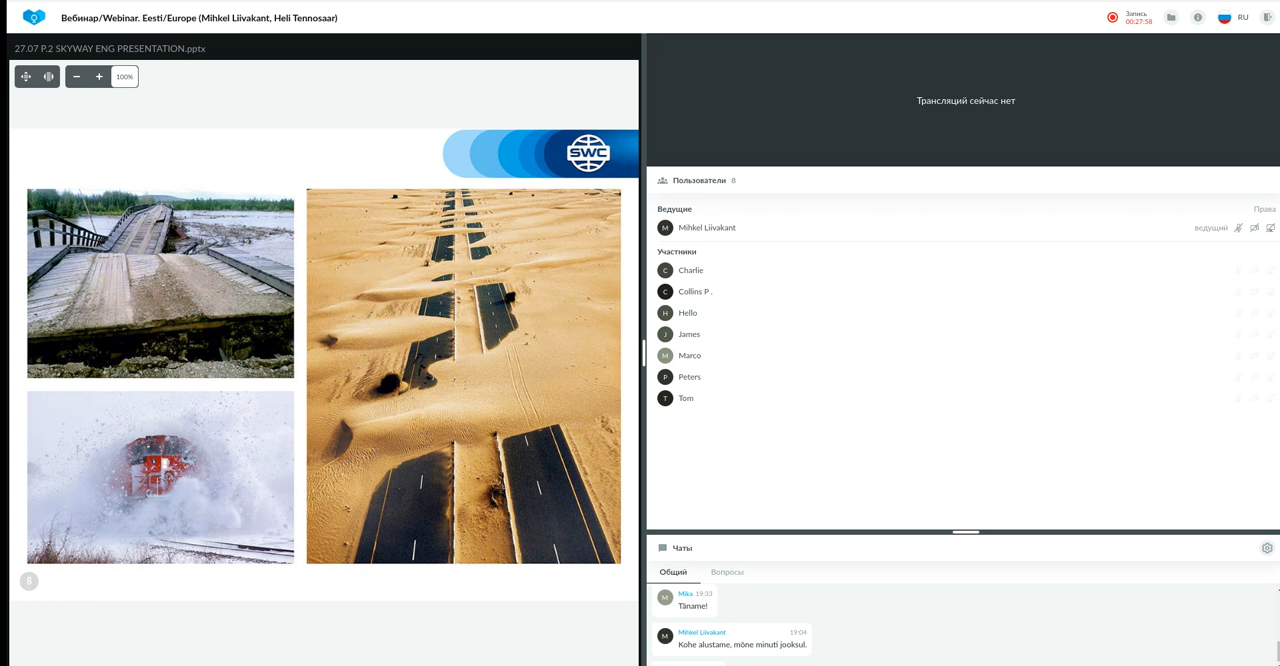 Вебинар/Webinar. Eesti/Europe (Mihkel Liivakant, Heli Tennosaar)
Запись
00:27:58
RU
27.07 P.2 SKYWAY ENG PRESENTATION.pptx
100%
SWC
8
Трансляций сейчас нет
Пользователи 8
Ведущие Права
M Mihkel Liivakant ведущий
Участники
C Charlie
C Collins P .
H Hello
J James
M Marco
P Peters
T Tom
Чаты
Общий Вопросы
M Mika 19:33
Täname!
M Mihkel Liivakant 19:04
Kohe alustame, mõne minuti jooksul.